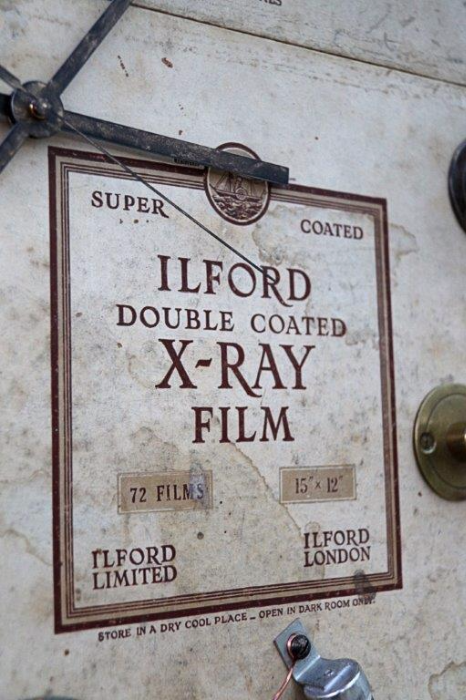 SUPER
COATED
ILFORD
DOUBLE COATED
X-RAY
FILM
72 FILMS
15" × 12"
ILFORD
LIMITED
ILFORD
LONDON
STORE IN A DRY COOL PLACE - OPEN IN DARK ROOM ONLY.